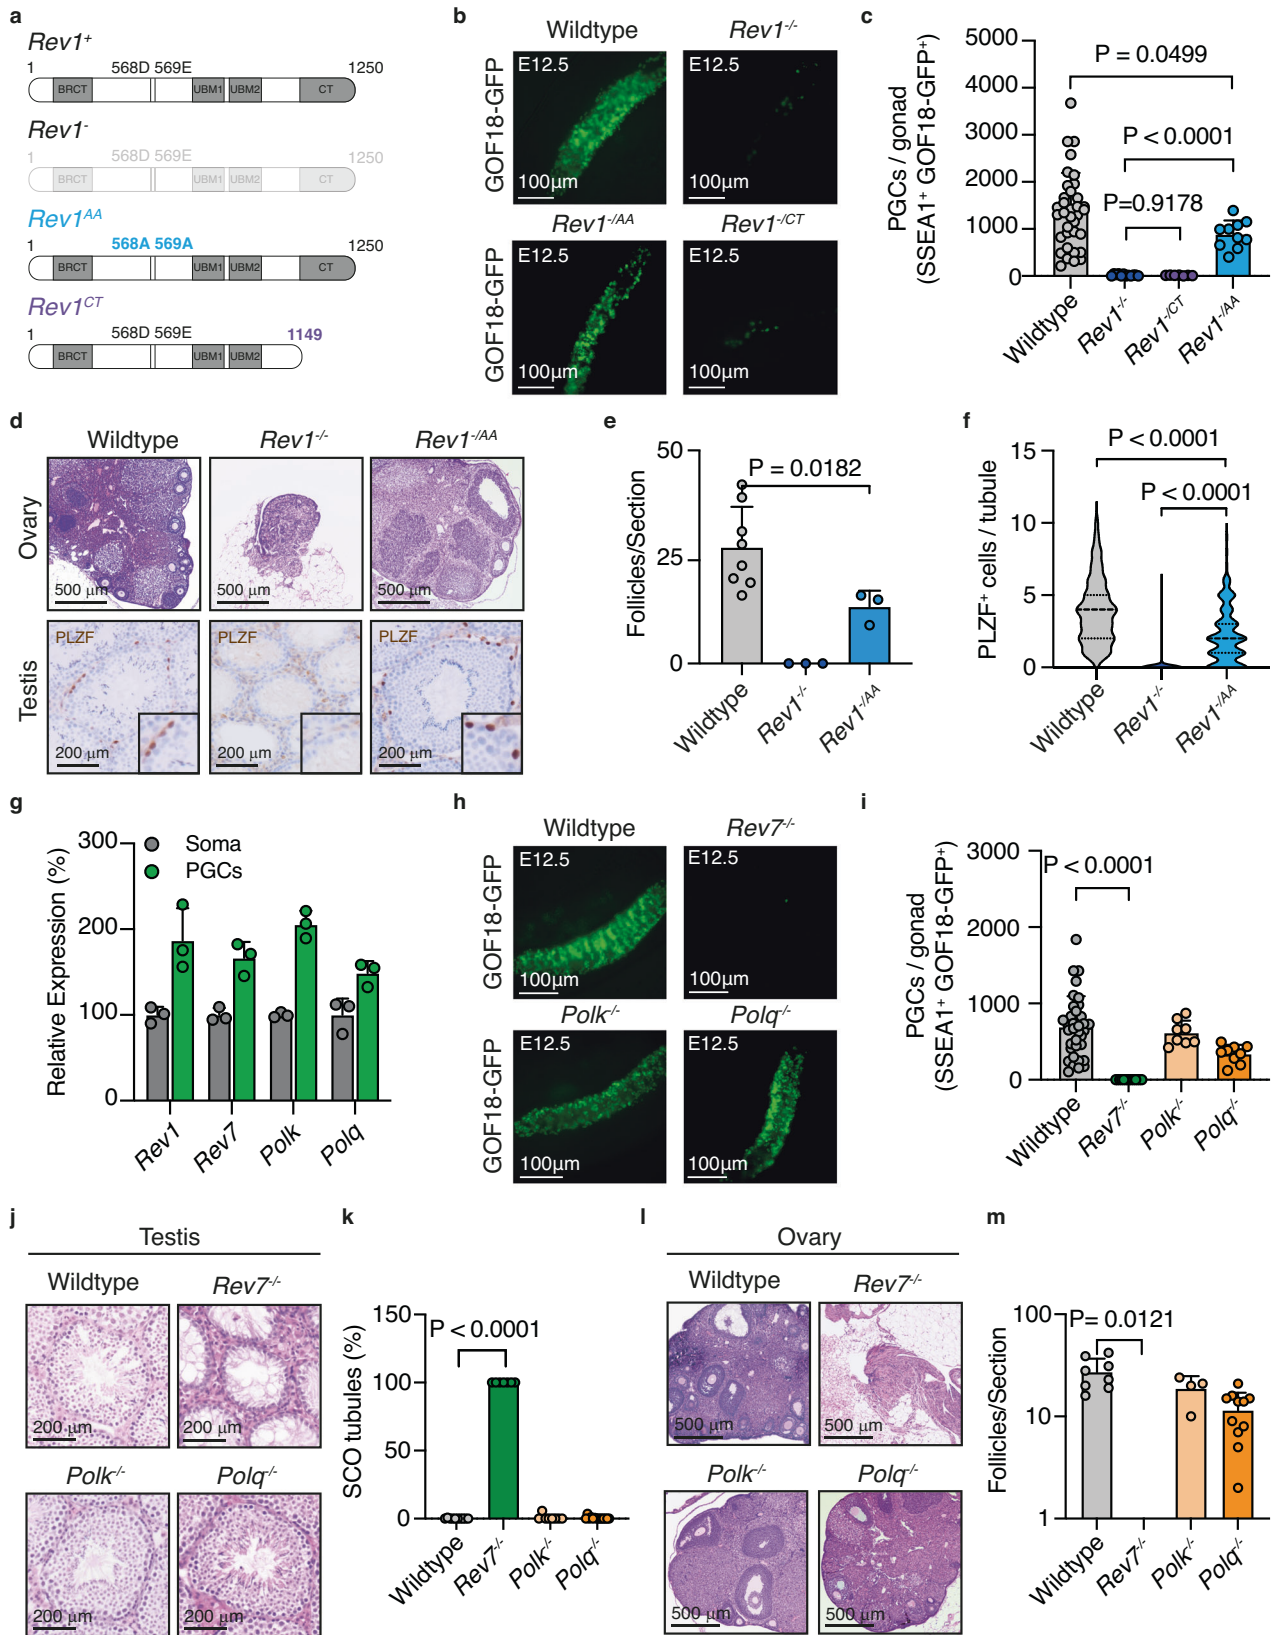 a
Rev1+
1 568D 569E 1250
BRCT UBM1 UBM2 CT
Rev1-
1 568D 569E 1250
BRCT UBM1 UBM2 CT
Rev1AA
1 568A 569A 1250
BRCT UBM1 UBM2 CT
Rev1CT
1 568D 569E 1149
BRCT UBM1 UBM2
b
Wildtype Rev1-/-
GOF18-GFP
E12.5 E12.5
100µm 100µm
Rev1-/AA Rev1-/CT
GOF18-GFP
E12.5 E12.5
100µm 100µm
c
PGCs / gonad
(SSEA1+ GOF18-GFP+)
5000
4000
3000
2000
1000
0
P = 0.0499
P < 0.0001
P=0.9178
Wildtype Rev1-/- Rev1-/CT Rev1-/AA
d
Wildtype Rev1-/- Rev1-/AA
Ovary
500 µm 500 µm 500 µm
Testis
PLZF PLZF PLZF
200 µm 200 µm 200 µm
e
Follicles/Section
50
25
0
P = 0.0182
Wildtype Rev1-/- Rev1-/AA
f
PLZF+ cells / tubule
15
10
5
0
P < 0.0001
P < 0.0001
Wildtype Rev1-/- Rev1-/AA
g
Relative Expression (%)
300
200
100
0
Soma
PGCs
Rev1 Rev7 Polk Polq
h
Wildtype Rev7-/-
GOF18-GFP
E12.5 E12.5
100µm 100µm
Polk-/- Polq-/-
GOF18-GFP
E12.5 E12.5
100µm 100µm
i
PGCs / gonad
(SSEA1+ GOF18-GFP+)
3000
2000
1000
0
P < 0.0001
Wildtype Rev7-/- Polk-/- Polq-/-
j
Testis
Wildtype Rev7-/-
200 µm 200 µm
Polk-/- Polq-/-
200 µm 200 µm
k
SCO tubules (%)
150
100
50
0
P < 0.0001
Wildtype Rev7-/- Polk-/- Polq-/-
l
Ovary
Wildtype Rev7-/-
500 µm 500 µm
Polk-/- Polq-/-
500 µm 500 µm
m
Follicles/Section
100
10
1
P= 0.0121
Wildtype Rev7-/- Polk-/- Polq-/-